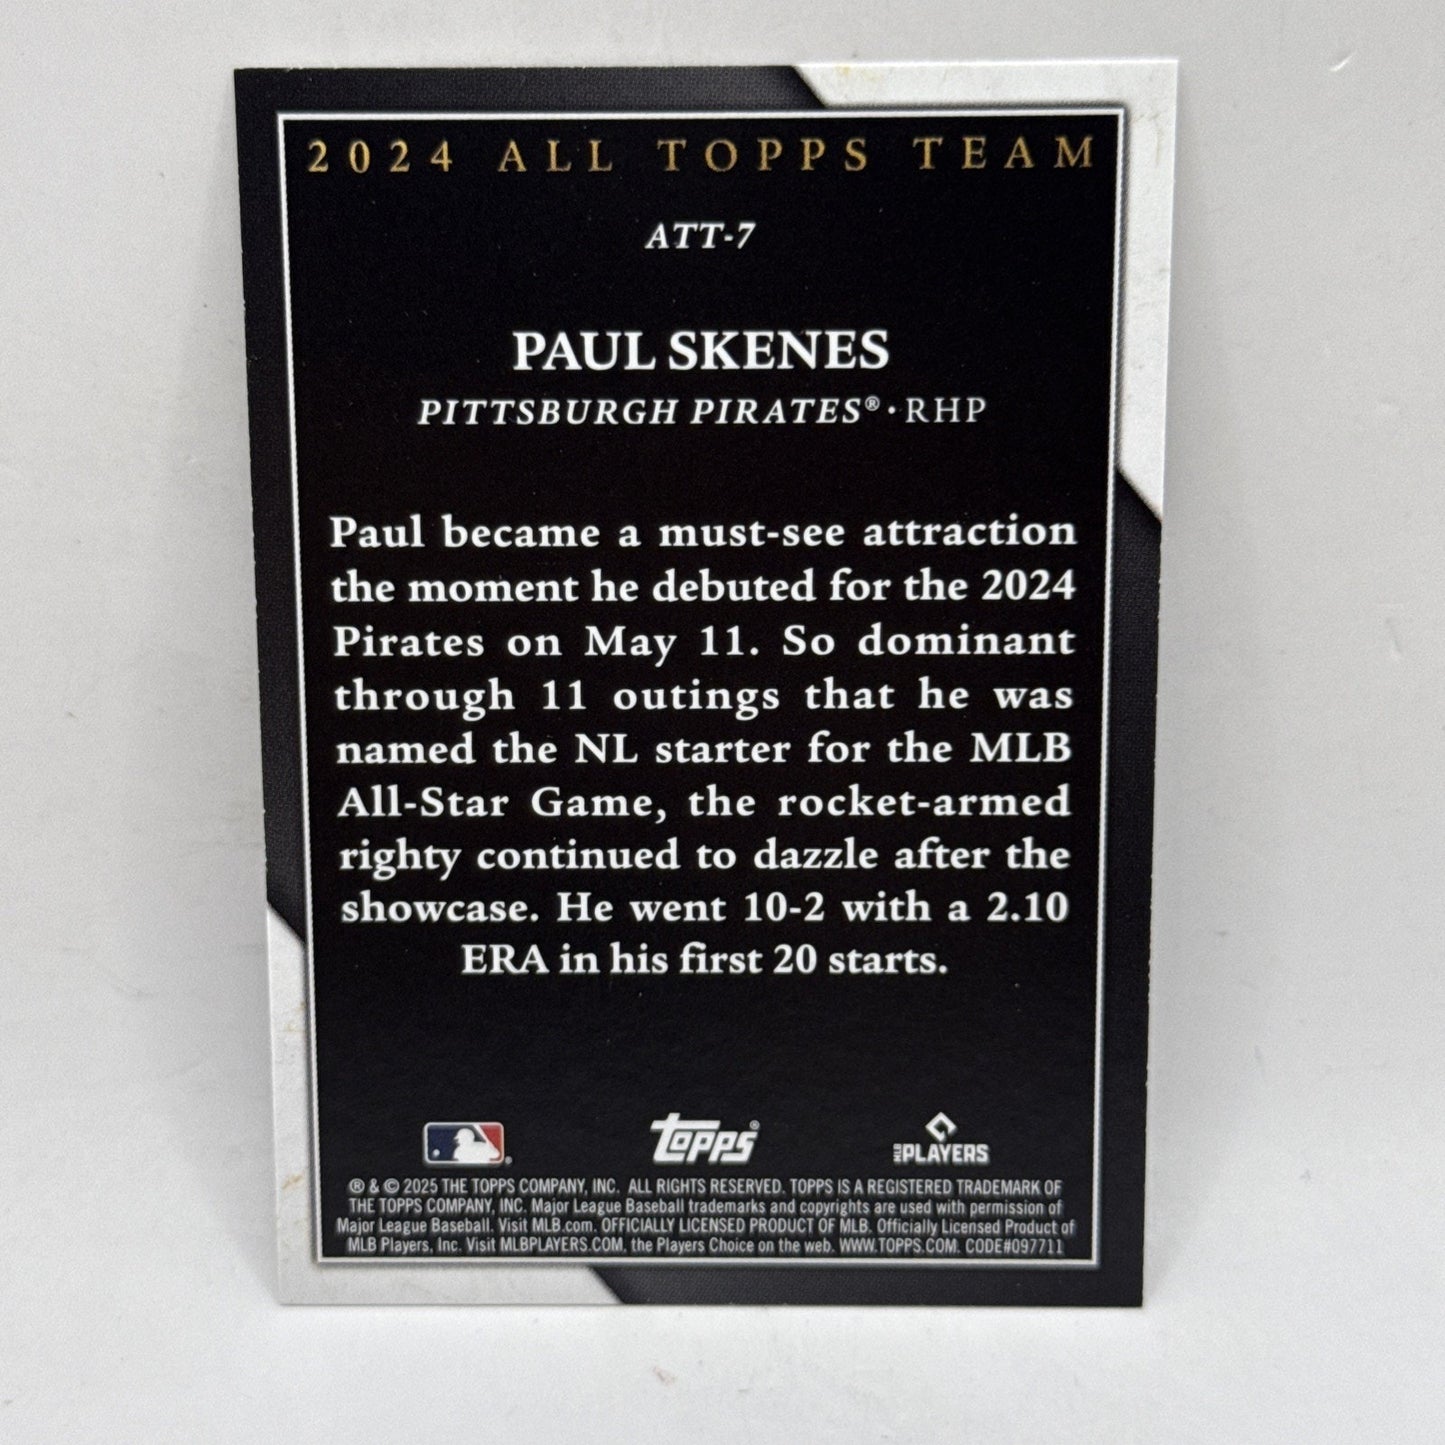 2024 ALL TOPPS TEAM
ATT-7
PAUL SKENES
PITTSBURGH PIRATES® • RHP
Paul became a must-see attraction
the moment he debuted for the 2024
Pirates on May 11. So dominant
through 11 outings that he was
named the NL starter for the MLB
All-Star Game, the rocket-armed
righty continued to dazzle after the
showcase. He went 10-2 with a 2.10
ERA in his first 20 starts.
topps®
MLB PLAYERS
® & © 2025 THE TOPPS COMPANY, INC. ALL RIGHTS RESERVED. TOPPS IS A REGISTERED TRADEMARK OF
THE TOPPS COMPANY, INC. Major League Baseball trademarks and copyrights are used with permission of
Major League Baseball. Visit MLB.com. OFFICIALLY LICENSED PRODUCT OF MLB. Officially Licensed Product of
MLB Players, Inc. Visit MLBPLAYERS.COM, the Players Choice on the web. WWW.TOPPS.COM. CODE#097711